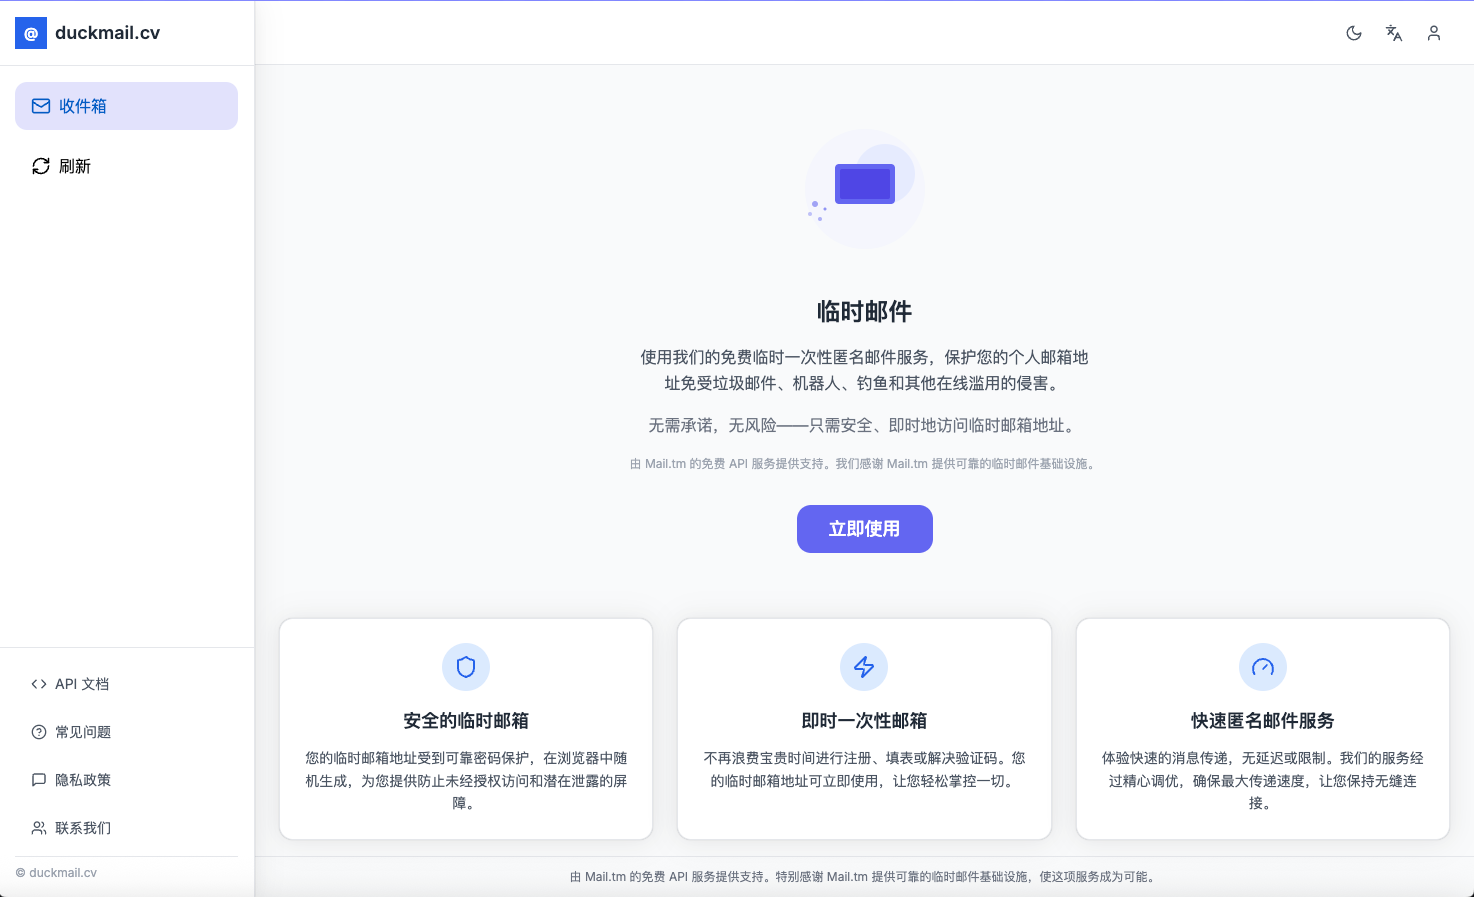 @ duckmail.cv
收件箱
刷新
临时邮件
使用我们的免费临时一次性匿名邮件服务，保护您的个人邮箱地
址免受垃圾邮件、机器人、钓鱼和其他在线滥用的侵害。
无需承诺，无风险——只需安全、即时地访问临时邮箱地址。
由 Mail.tm 的免费 API 服务提供支持。我们感谢 Mail.tm 提供可靠的临时邮件基础设施。
立即使用
安全的临时邮箱
您的临时邮箱地址受到可靠密码保护，在浏览器中随
机生成，为您提供防止未经授权访问和潜在泄露的屏
障。
即时一次性邮箱
不再浪费宝贵时间进行注册、填表或解决验证码。您
的临时邮箱地址可立即使用，让您轻松掌控一切。
快速匿名邮件服务
体验快速的消息传递，无延迟或限制。我们的服务经
过精心调优，确保最大传递速度，让您保持无缝连
接。
API 文档
常见问题
隐私政策
联系我们
© duckmail.cv
由 Mail.tm 的免费 API 服务提供支持。特别感谢 Mail.tm 提供可靠的临时邮件基础设施，使这项服务成为可能。